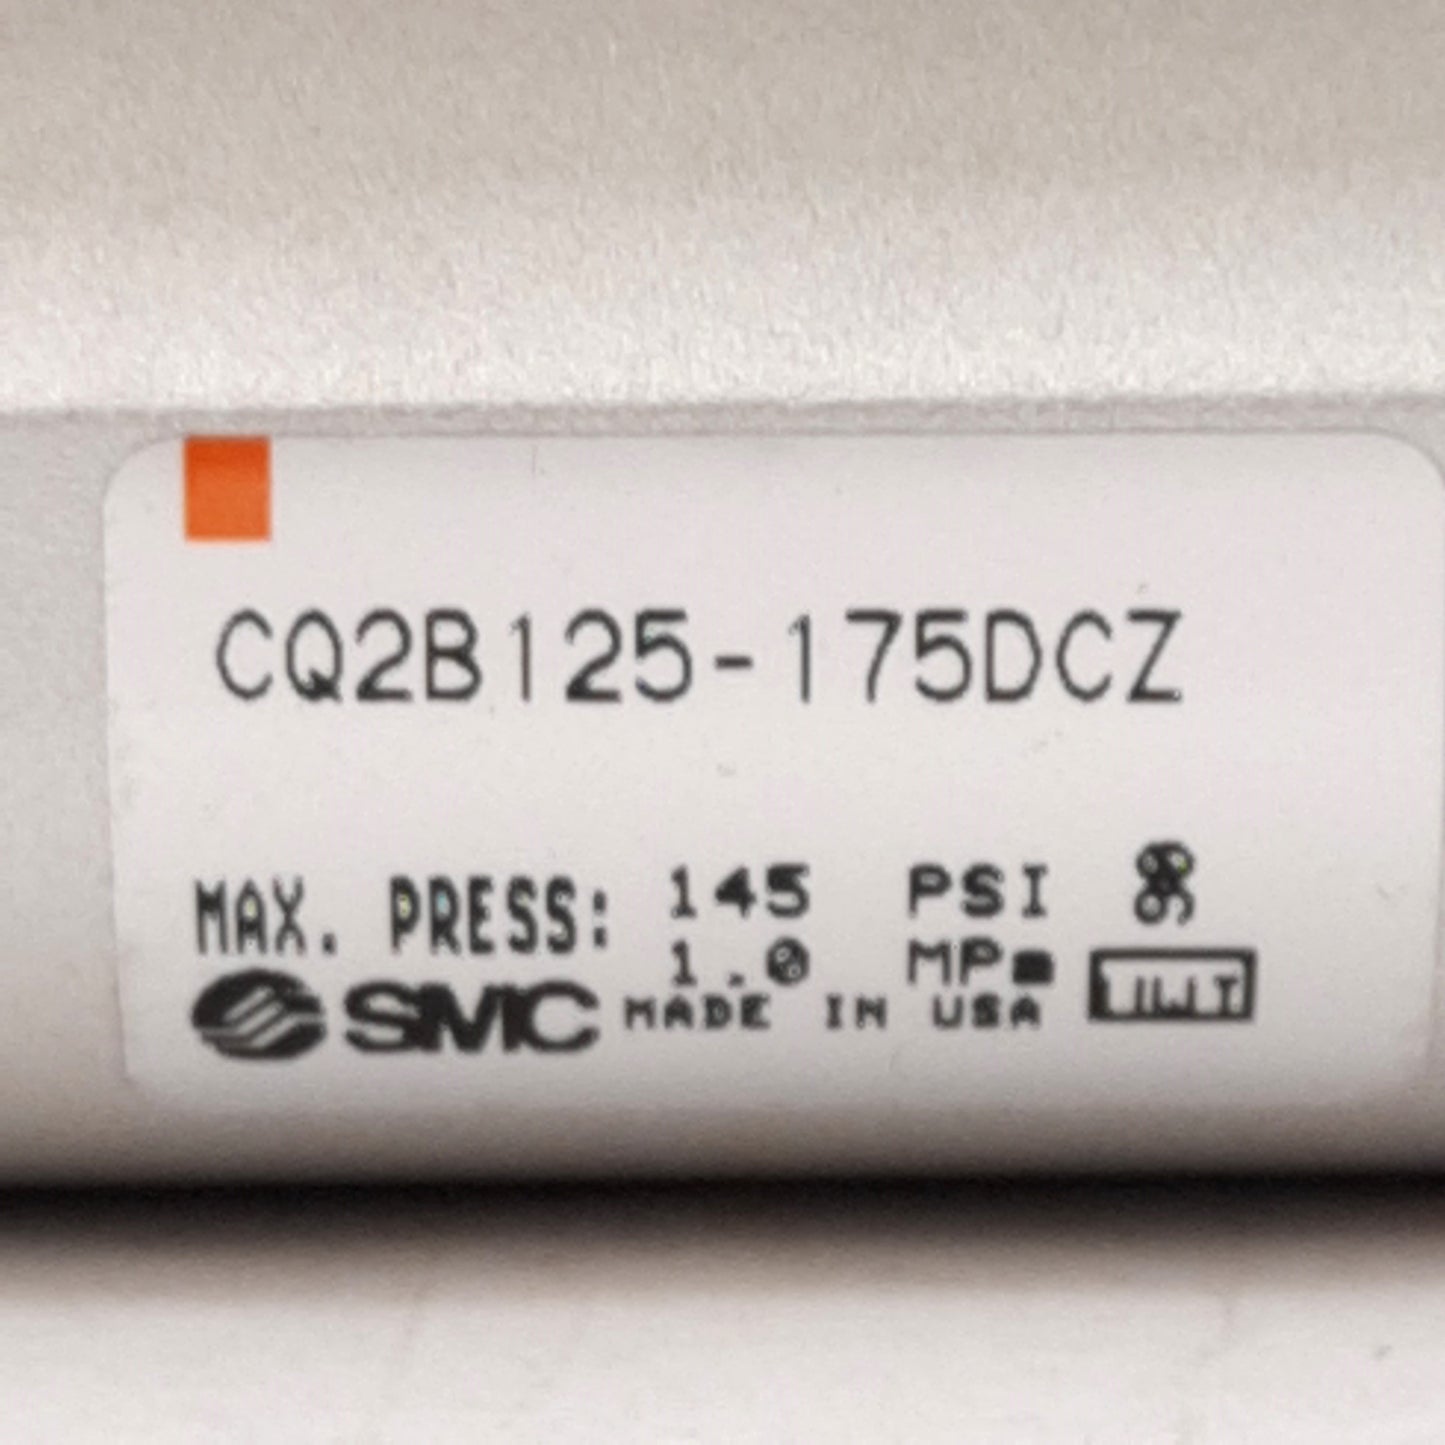 CQ2B125-175DCZ
MAX. PRESS: 145 PSI
1.0 MPa
SMC MADE IN USA